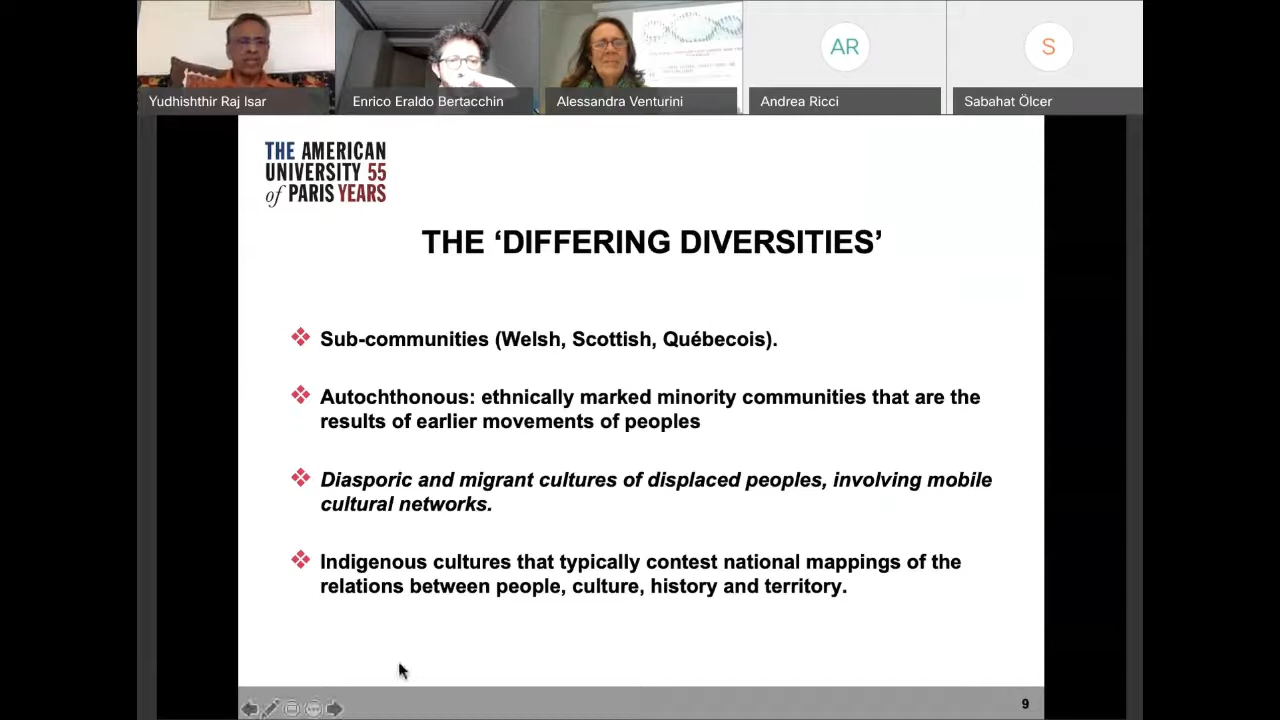 Yudhishthir Raj Isar
Enrico Eraldo Bertacchin
Alessandra Venturini
AR
Andrea Ricci
S
Sabahat Ölcer
THE AMERICAN
UNIVERSITY 55
of PARIS YEARS
THE ‘DIFFERING DIVERSITIES’
Sub-communities (Welsh, Scottish, Québecois).
Autochthonous: ethnically marked minority communities that are the
results of earlier movements of peoples
Diasporic and migrant cultures of displaced peoples, involving mobile
cultural networks.
Indigenous cultures that typically contest national mappings of the
relations between people, culture, history and territory.
9